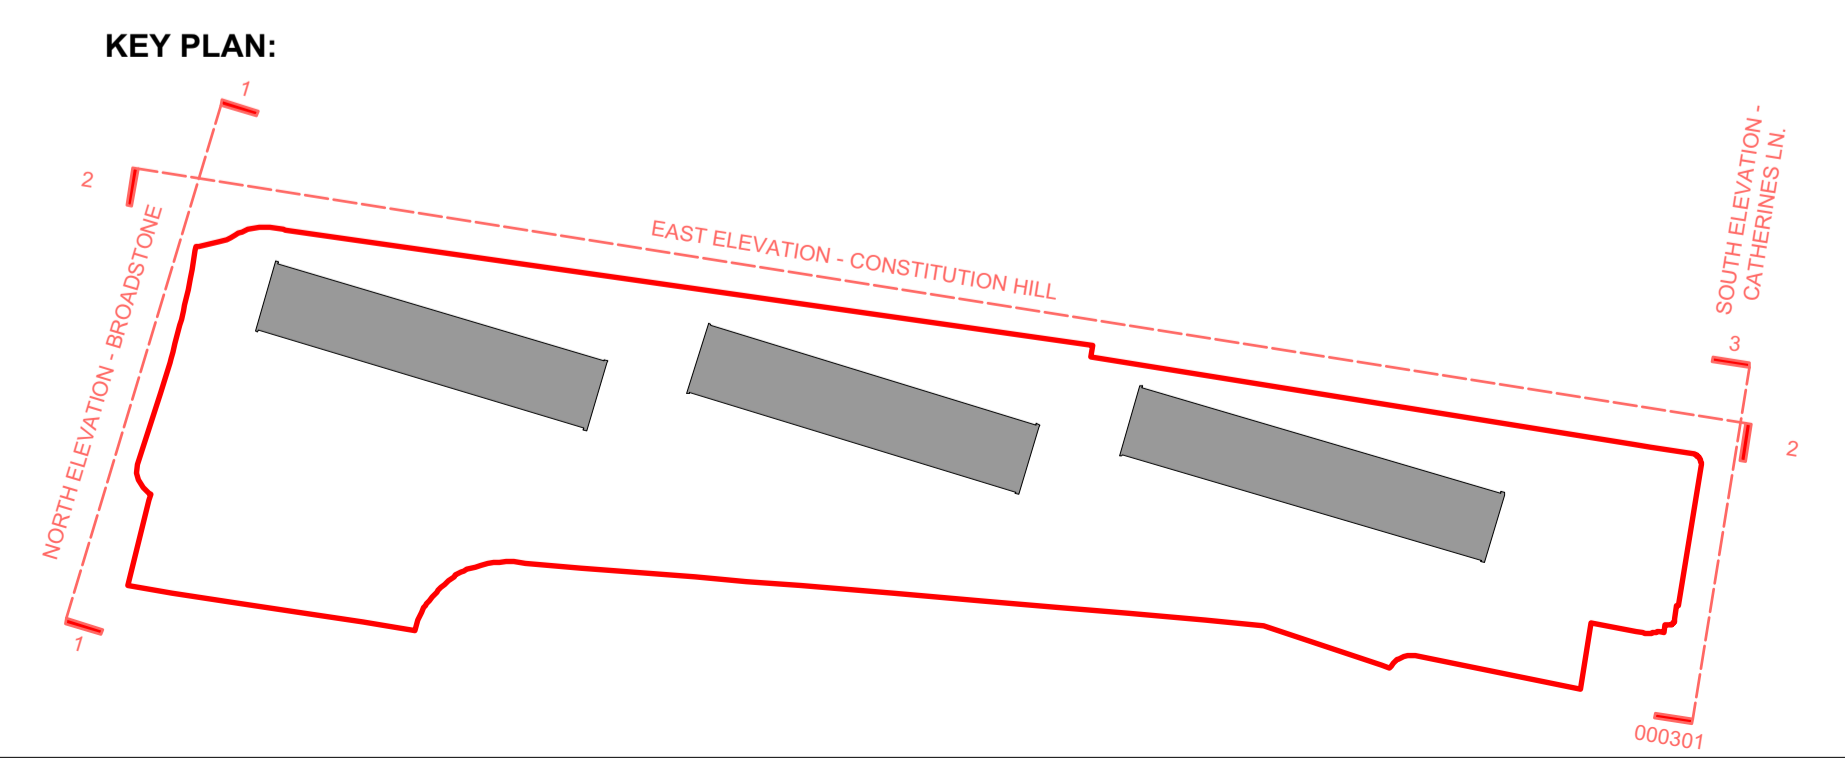 KEY PLAN:
1
2
NORTH ELEVATION - BROADSTONE
1
EAST ELEVATION - CONSTITUTION HILL
SOUTH ELEVATION -
CATHERINES LN.
3
2
000301